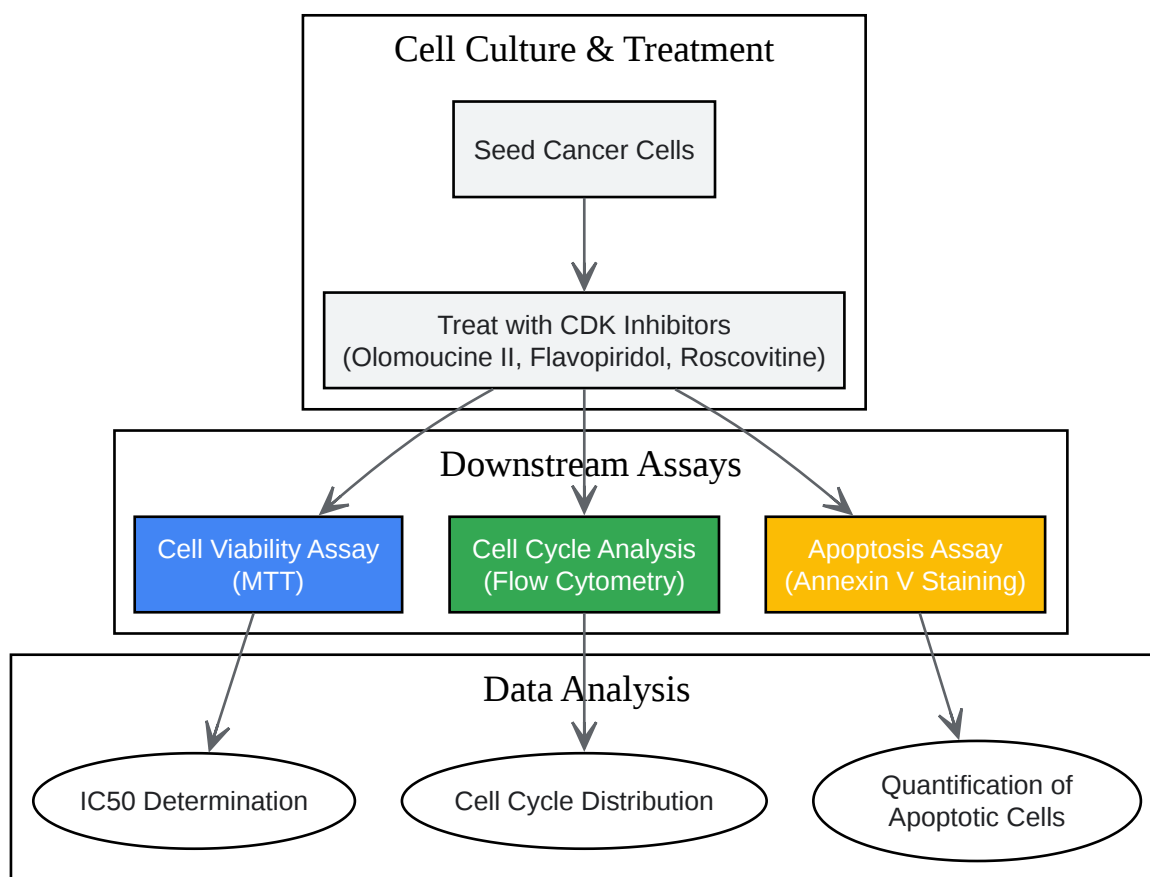 Cell Culture & Treatment
Seed Cancer Cells
Treat with CDK Inhibitors
(Olomoucine II, Flavopiridol, Roscovitine)
Downstream Assays
Cell Viability Assay
(MTT)
Cell Cycle Analysis
(Flow Cytometry)
Apoptosis Assay
(Annexin V Staining)
Data Analysis
IC50 Determination
Cell Cycle Distribution
Quantification of
Apoptotic Cells